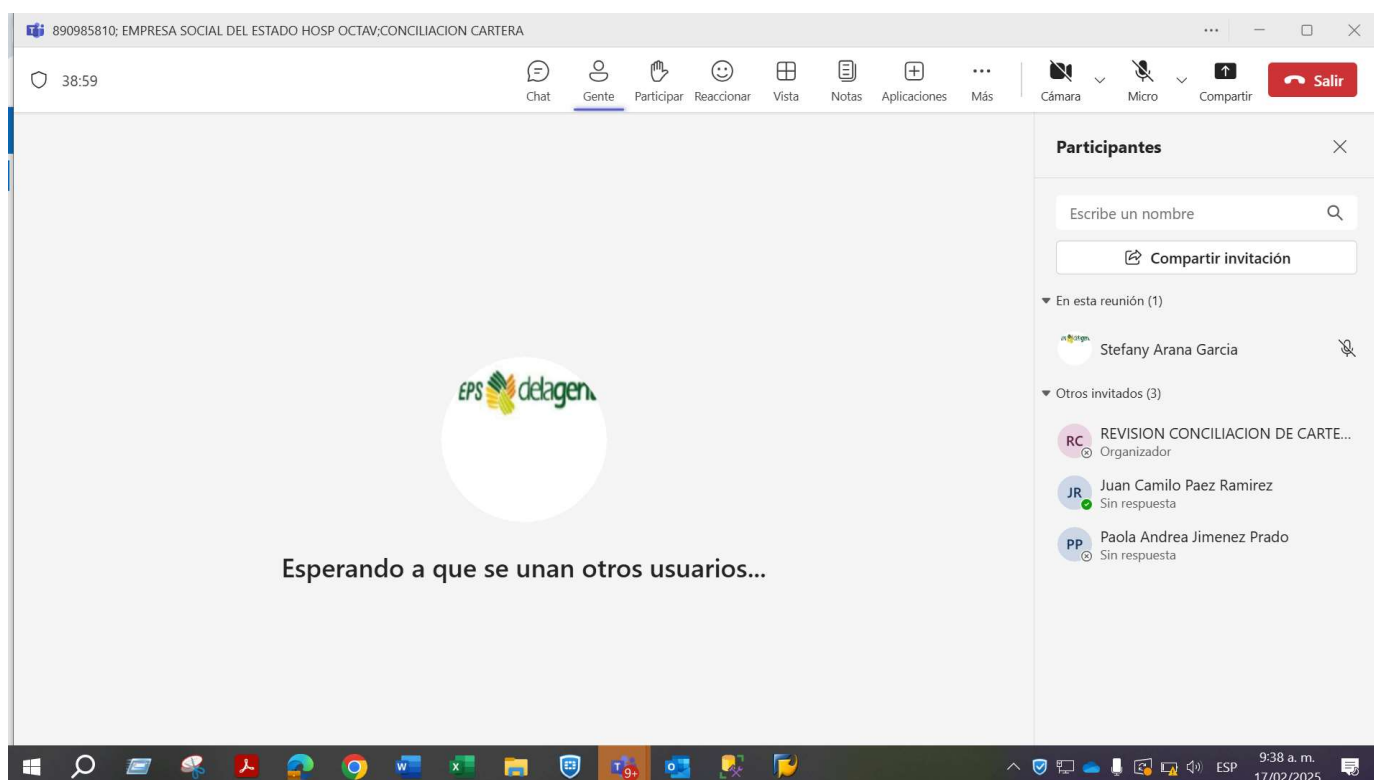 890985810; EMPRESA SOCIAL DEL ESTADO HOSP OCTAV;CONCILIACION CARTERA
38:59
Chat
Gente
Participar
Reaccionar
Vista
Notas
Aplicaciones
Más
Cámara
Micro
Compartir
Salir
Participantes
Escribe un nombre
Compartir invitación
En esta reunión (1)
Stefany Arana Garcia
Otros invitados (3)
RC
REVISION CONCILIACION DE CARTE...
Organizador
JR
Juan Camilo Paez Ramirez
Sin respuesta
PP
Paola Andrea Jimenez Prado
Sin respuesta
EPS delagen
Esperando a que se unan otros usuarios...
9+
ESP
9:38 a. m.
17/02/2025